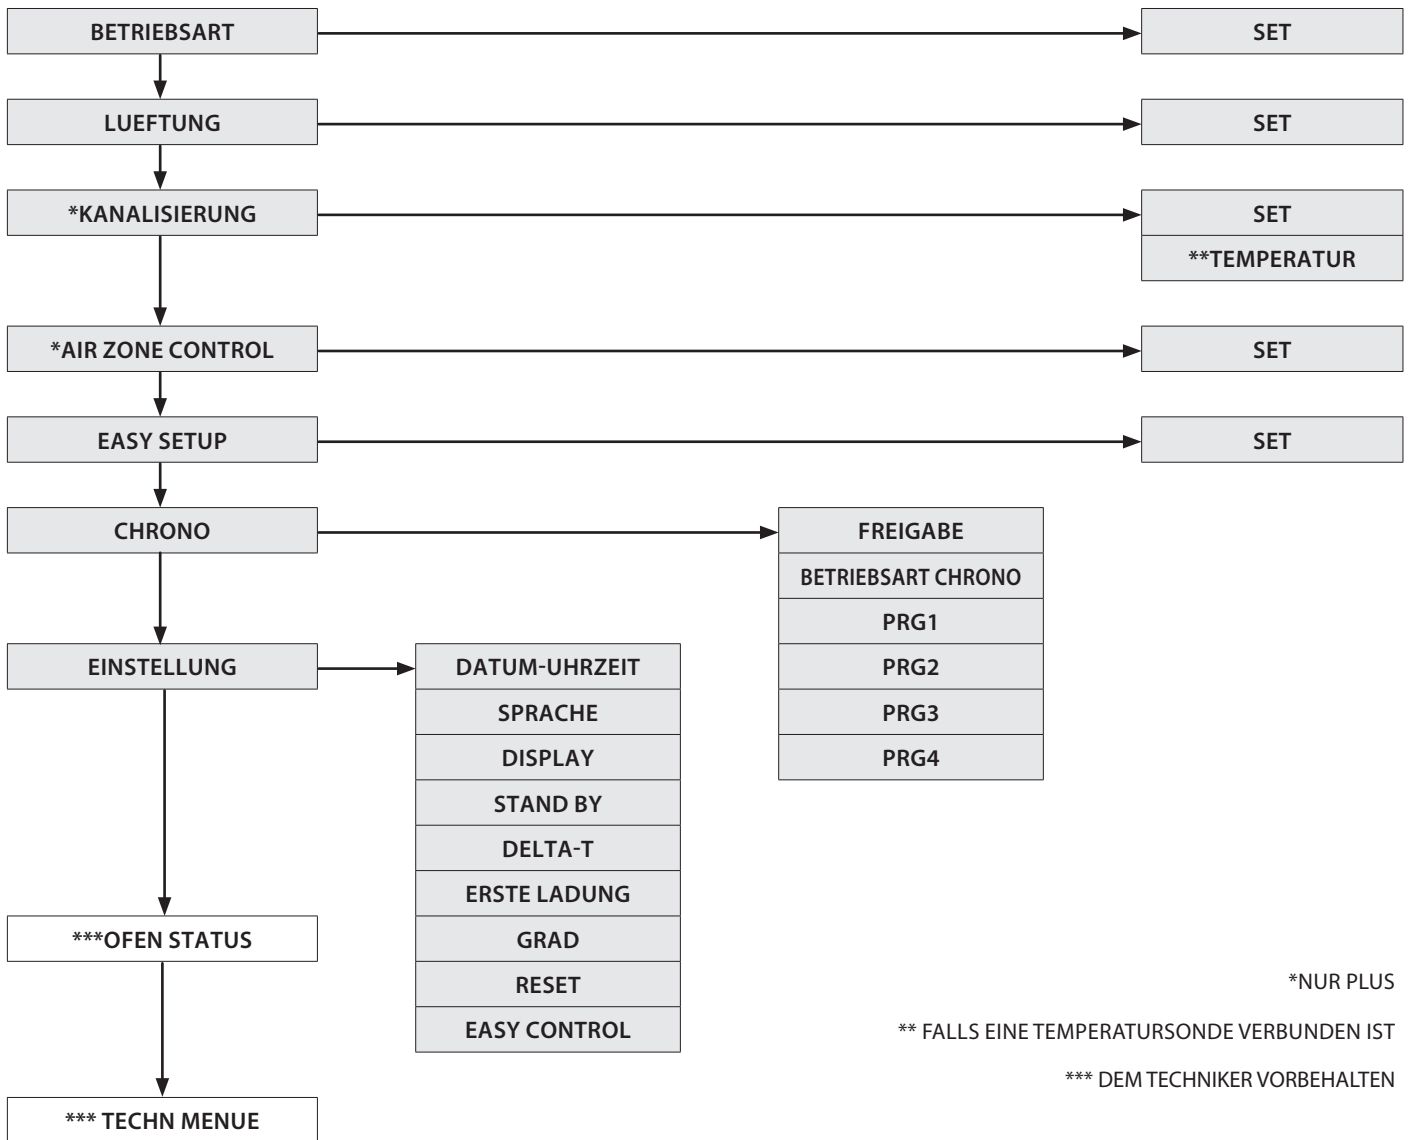 BETRIEBSART
SET
LUEFTUNG
SET
*KANALISIERUNG
SET
**TEMPERATUR
*AIR ZONE CONTROL
SET
EASY SETUP
SET
CHRONO
FREIGABE
BETRIEBSART CHRONO
PRG1
PRG2
PRG3
PRG4
EINSTELLUNG
DATUM-UHRZEIT
SPRACHE
DISPLAY
STAND BY
DELTA-T
ERSTE LADUNG
GRAD
RESET
EASY CONTROL
***OFEN STATUS
*** TECHN MENUE
*NUR PLUS
** FALLS EINE TEMPERATURSONDE VERBUNDEN IST
*** DEM TECHNIKER VORBEHALTEN